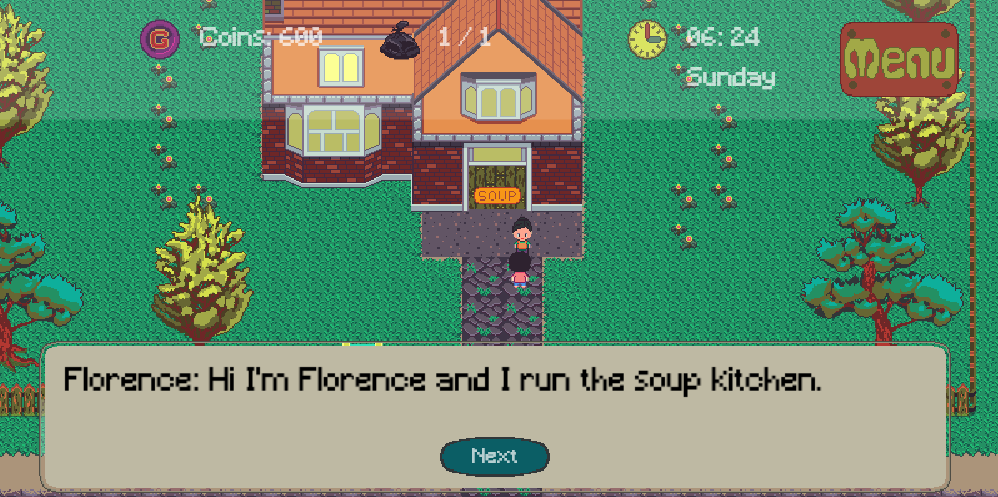 G Coins: 600 1 / 1 06: 24 Menu
Sunday
SOUP
Florence: Hi I'm Florence and I run the soup kitchen.
Next